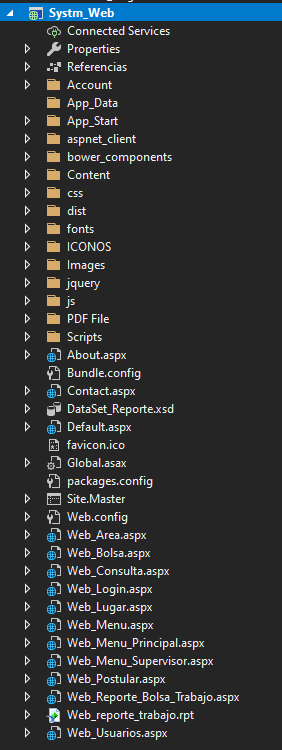 Systm_Web
Connected Services
Properties
Referencias
Account
App_Data
App_Start
aspnet_client
bower_components
Content
css
dist
fonts
ICONOS
Images
jquery
js
PDF File
Scripts
About.aspx
Bundle.config
Contact.aspx
DataSet_Reporte.xsd
Default.aspx
favicon.ico
Global.asax
packages.config
Site.Master
Web.config
Web_Area.aspx
Web_Bolsa.aspx
Web_Consulta.aspx
Web_Login.aspx
Web_Lugar.aspx
Web_Menu.aspx
Web_Menu_Principal.aspx
Web_Menu_Supervisor.aspx
Web_Postular.aspx
Web_Reporte_Bolsa_Trabajo.aspx
Web_reporte_trabajo.rpt
Web_Usuarios.aspx